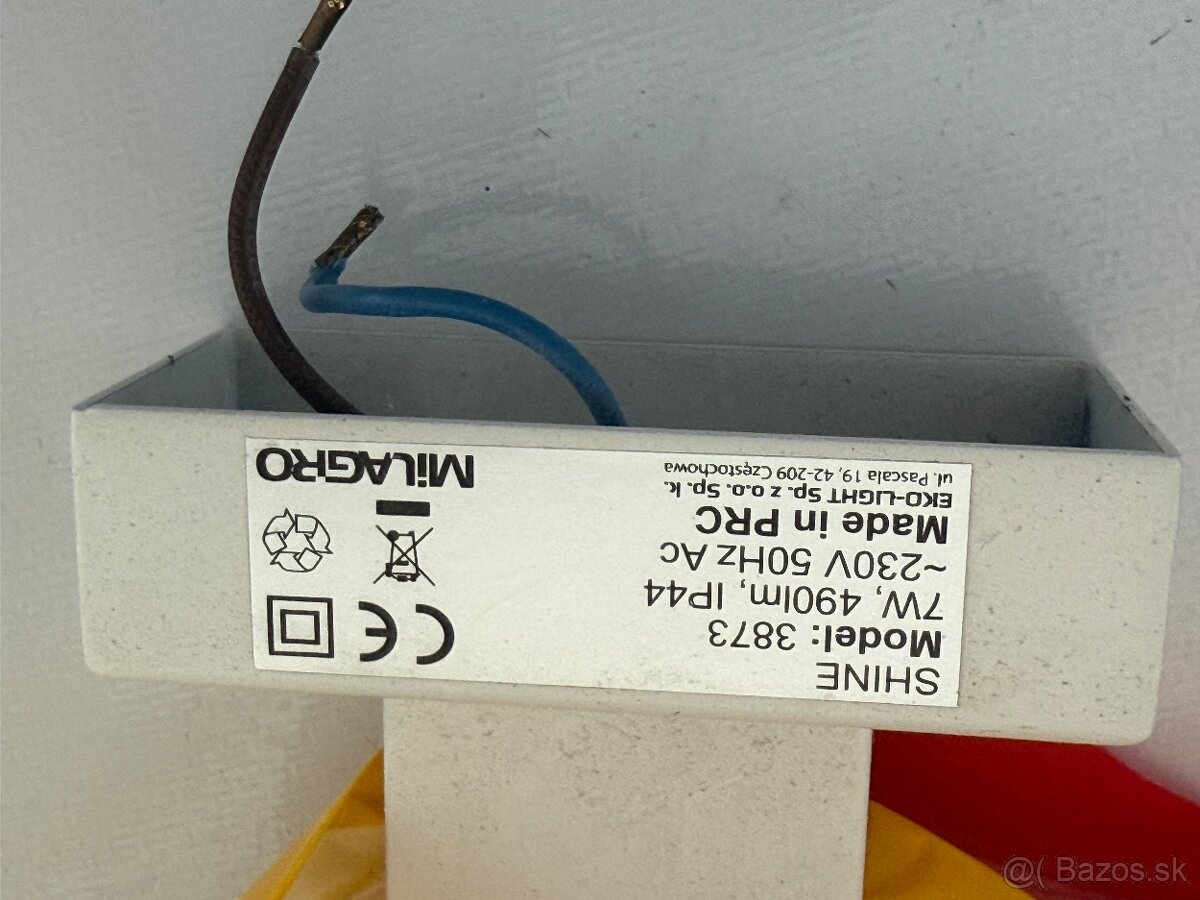 SHINE
Model: 3873
7W, 490lm, IP44
~230V 50Hz Ac
Made in PRC
EKO-LIGHT Sp. z o.o. Sp. k.
ul. Pascala 19, 42-209 Częstochowa
CE
MiLAGRO
@( Bazos.sk